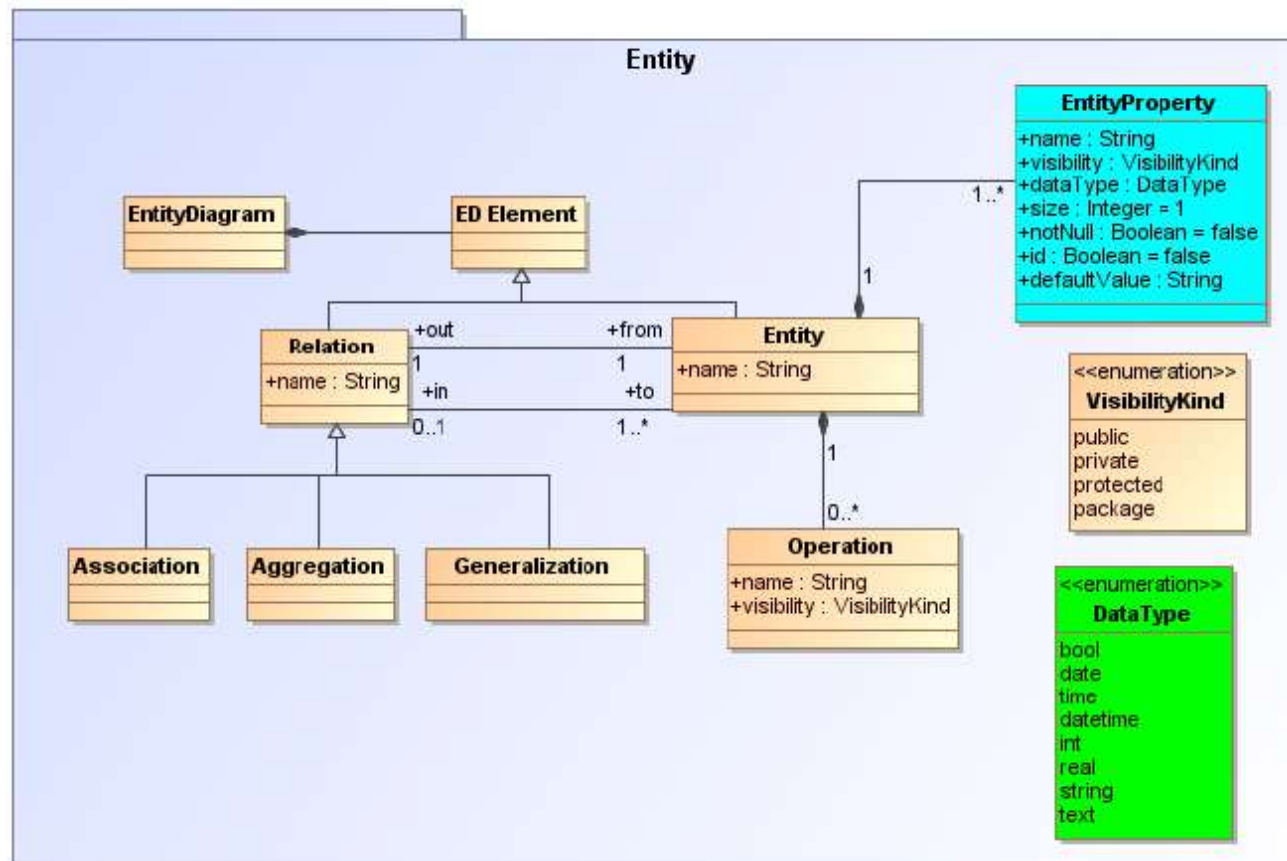 Entity
EntityProperty
+name : String
+visibility : VisibilityKind
+dataType : DataType
+size : Integer = 1
+notNull : Boolean = false
+id : Boolean = false
+defaultValue : String
1..*
1
EntityDiagram
ED Element
Relation
+name : String
+out
1
+from
1
+in
0..1
+to
1..*
Entity
+name : String
1
0..*
Association
Aggregation
Generalization
Operation
+name : String
+visibility : VisibilityKind
<<enumeration>>
VisibilityKind
public
private
protected
package
<<enumeration>>
DataType
bool
date
time
datetime
int
real
string
text